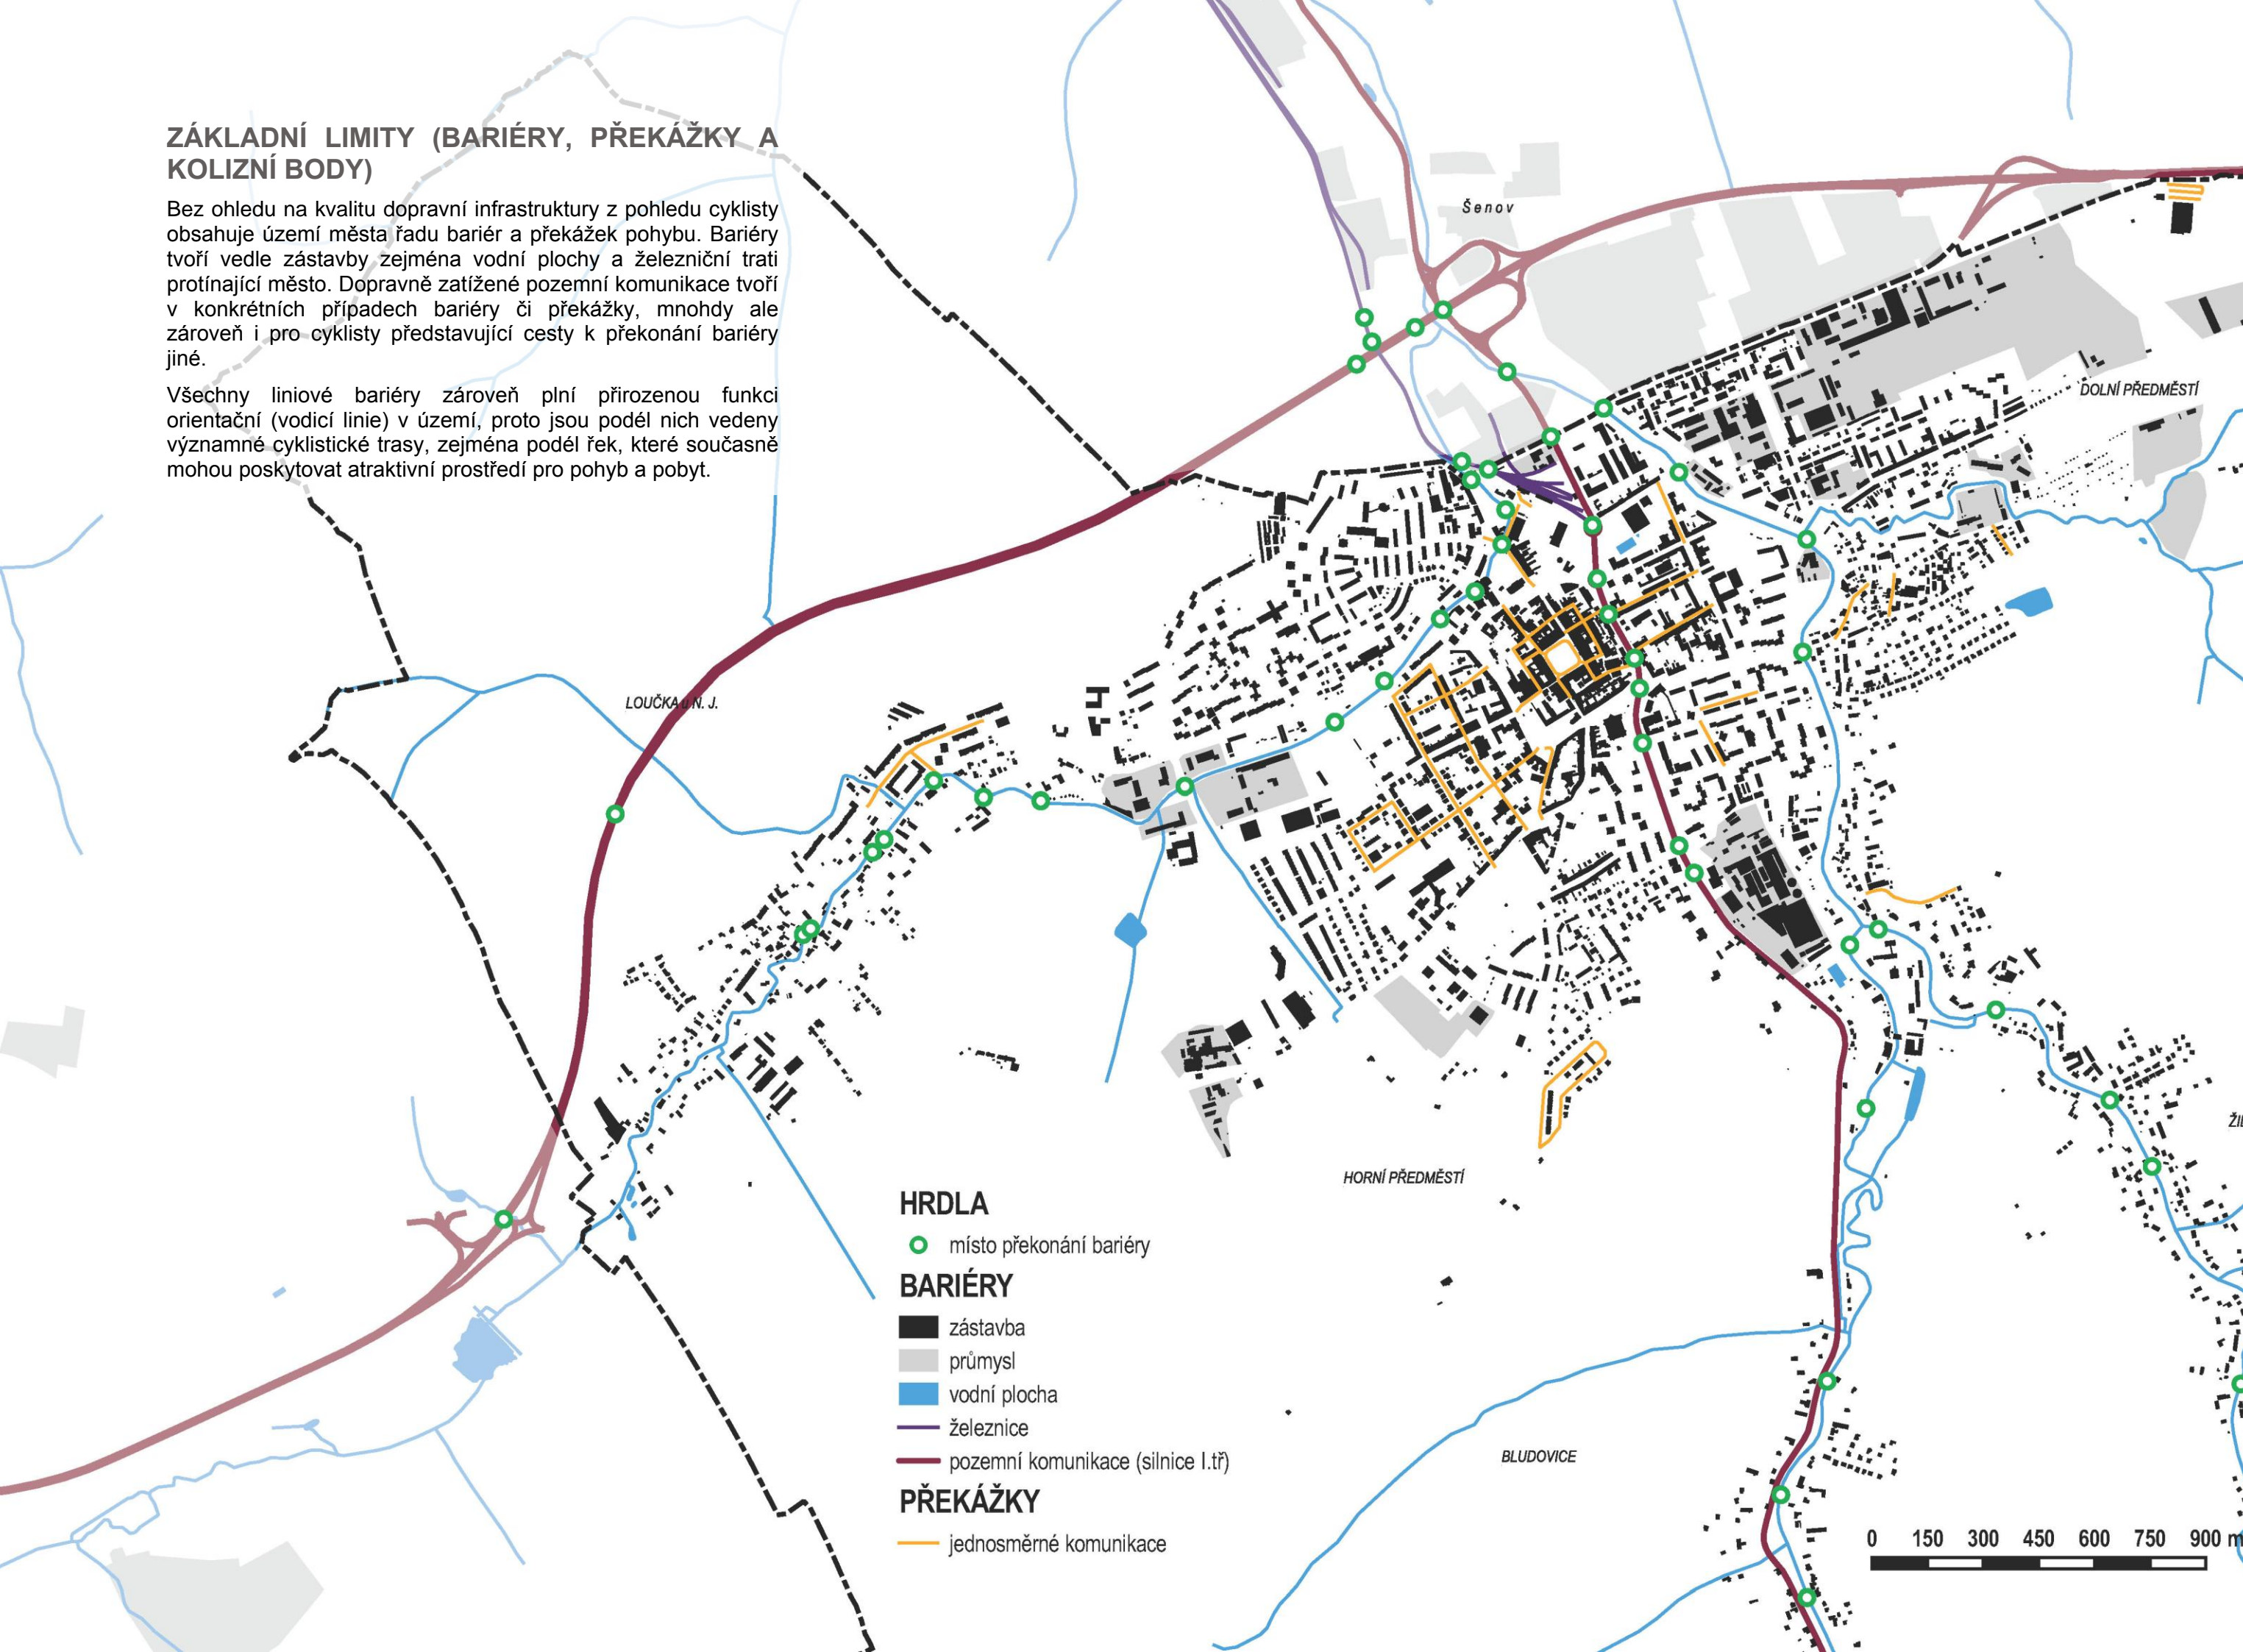 ZÁKLADNÍ LIMITY (BARIÉRY, PŘEKÁŽKY A
KOLIZNÍ BODY)
Bez ohledu na kvalitu dopravní infrastruktury z pohledu cyklisty
obsahuje území města řadu bariér a překážek pohybu. Bariéry
tvoří vedle zástavby zejména vodní plochy a železniční trati
protínající město. Dopravně zatížené pozemní komunikace tvoří
v konkrétních případech bariéry či překážky, mnohdy ale
zároveň i pro cyklisty představující cesty k překonání bariéry
jiné.
Všechny liniové bariéry zároveň plní přirozenou funkci
orientační (vodicí linie) v území, proto jsou podél nich vedeny
významné cyklistické trasy, zejména podél řek, které současně
mohou poskytovat atraktivní prostředí pro pohyb a pobyt.
Šenov
DOLNÍ PŘEDMĚSTÍ
LOUČKA u N. J.
HORNÍ PŘEDMĚSTÍ
BLUDOVICE
HRDLA
místo překonání bariéry
BARIÉRY
zástavba
průmysl
vodní plocha
železnice
pozemní komunikace (silnice I.tř)
PŘEKÁŽKY
jednosměrné komunikace
0 150 300 450 600 750 900 m